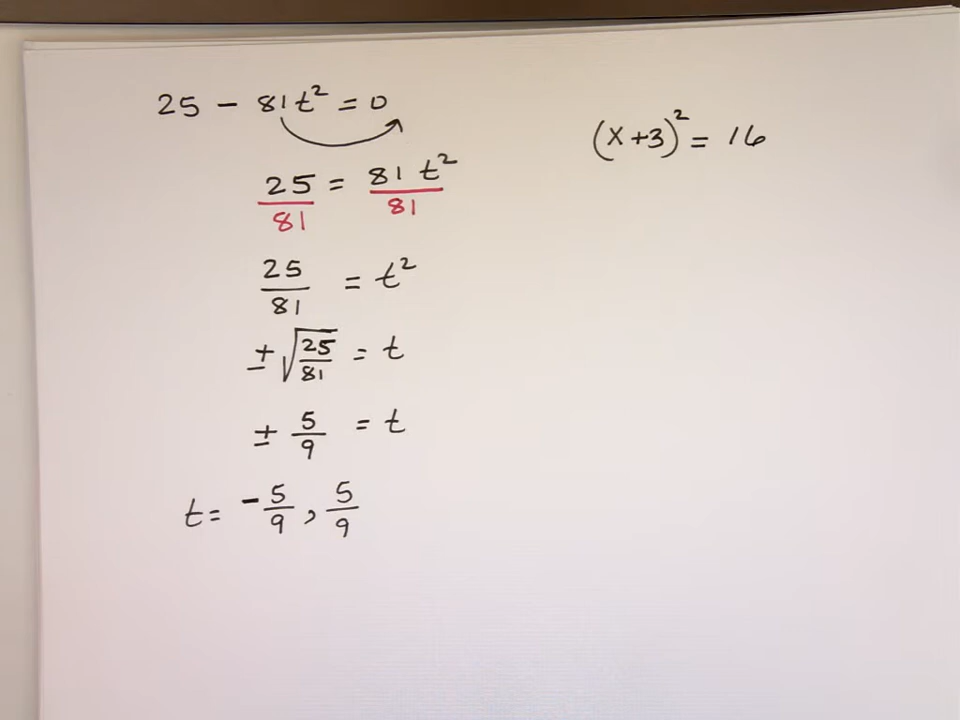 25 - 81t² = 0
25/81 = 81t²/81
25/81 = t²
±√(25/81) = t
± 5/9 = t
t = -5/9, 5/9
(x+3)² = 16